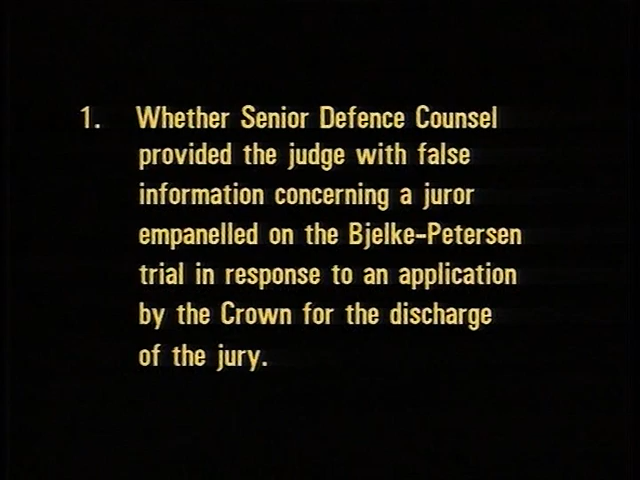 1. Whether Senior Defence Counsel
provided the judge with false
information concerning a juror
empanelled on the Bjelke-Petersen
trial in response to an application
by the Crown for the discharge
of the jury.